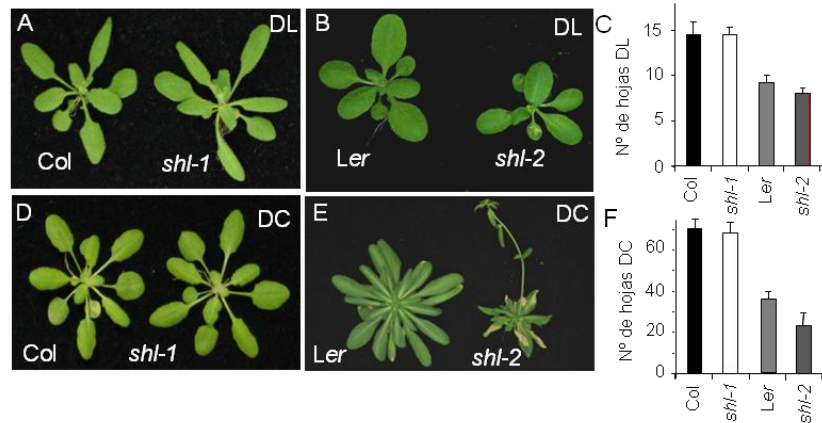 A DL
Col shl-1
B DL
Ler shl-2
C
Nº de hojas DL
15
10
5
0
Col shl-1 Ler shl-2
D DC
Col shl-1
E DC
Ler shl-2
F
Nº de hojas DC
60
40
20
0
Col shl-1 Ler shl-2